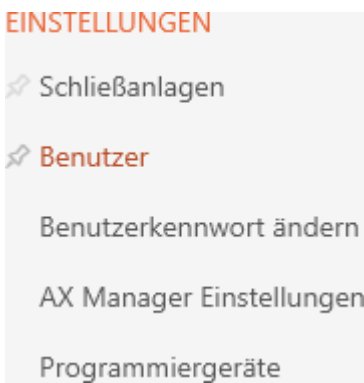 EINSTELLUNGEN
Schließanlagen
Benutzer
Benutzerkennwort ändern
AX Manager Einstellungen
Programmiergeräte